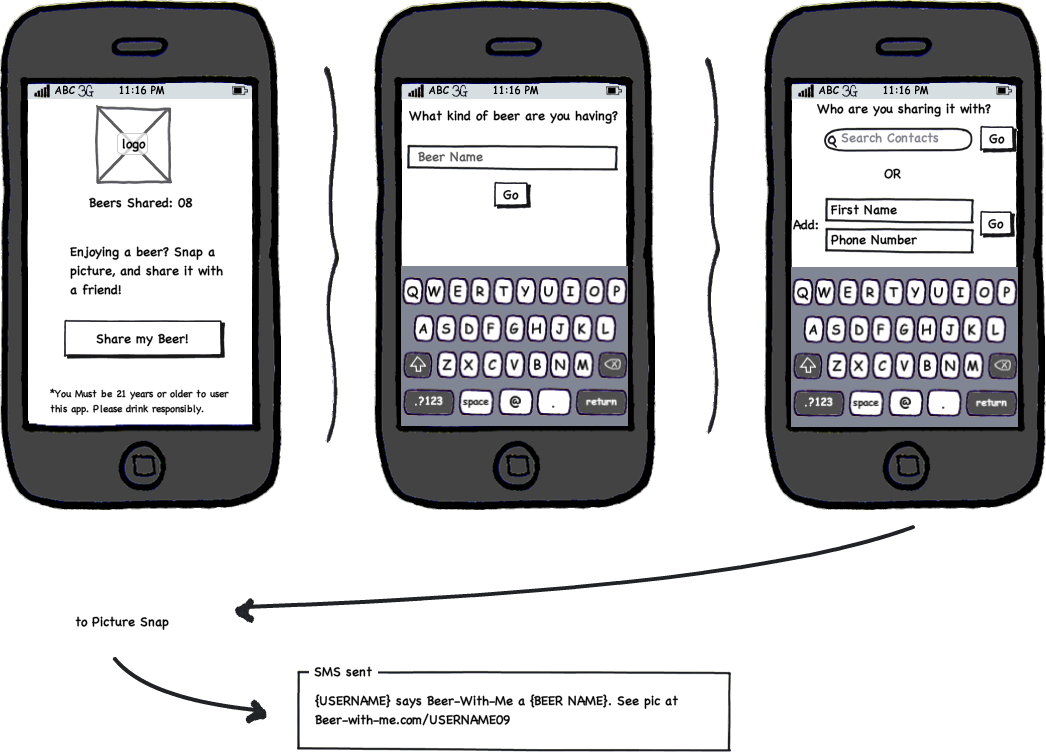 ABC 3G 11:16 PM
logo
Beers Shared: 08
Enjoying a beer? Snap a
picture, and share it with
a friend!
Share my Beer!
*You Must be 21 years or older to user
this app. Please drink responsibly.
ABC 3G 11:16 PM
What kind of beer are you having?
Beer Name
Go
Q W E R T Y U I O P
A S D F G H J K L
Z X C V B N M
.?123 space @ . return
ABC 3G 11:16 PM
Who are you sharing it with?
Search Contacts Go
OR
Add: First Name
Phone Number
Go
Q W E R T Y U I O P
A S D F G H J K L
Z X C V B N M
.?123 space @ . return
to Picture Snap
SMS sent
{USERNAME} says Beer-With-Me a {BEER NAME}. See pic at
Beer-with-me.com/USERNAME09